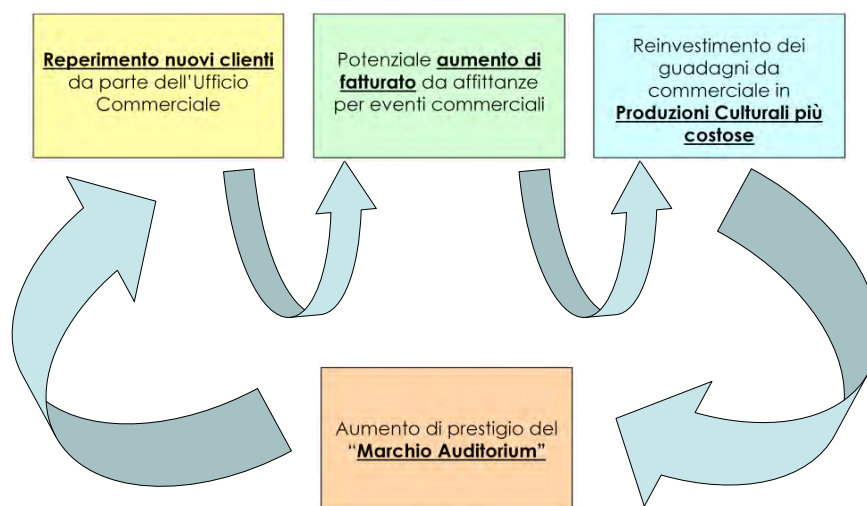 Reperimento nuovi clienti
da parte dell'Ufficio
Commerciale
Potenziale aumento di
fatturato da affittanze
per eventi commerciali
Reinvestimento dei
guadagni da
commerciale in
Produzioni Culturali più
costose
Aumento di prestigio del
“Marchio Auditorium”